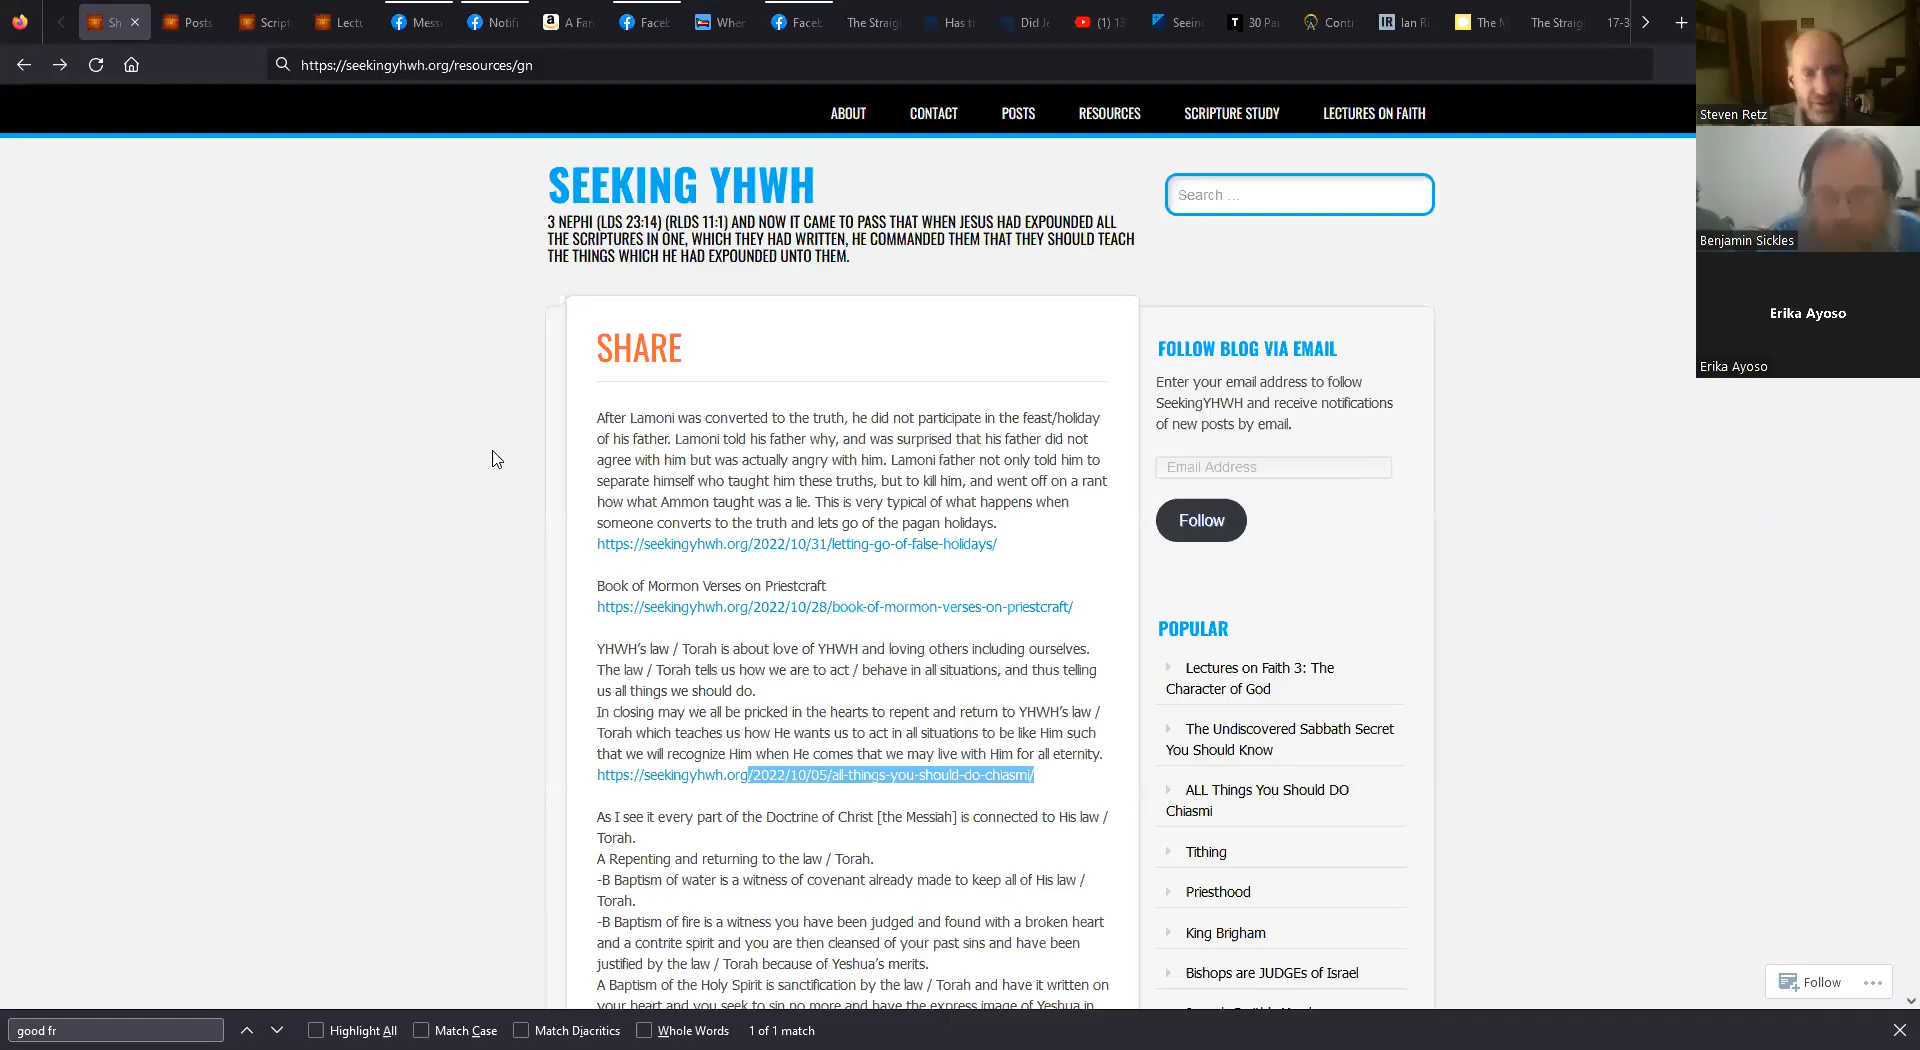 Sh
Posts
Script
Lectu
Mess
Notifi
A Far
Faceb
Wher
Faceb
The Straig
Has t
Did Je
(1) 13
Seein
30 Pai
Conti
Ian Ri
The M
The Straig
17-3
https://seekingyhwh.org/resources/gn
ABOUT CONTACT POSTS RESOURCES SCRIPTURE STUDY LECTURES ON FAITH
SEEKING YHWH
3 NEPHI (LDS 23:14) (RLDS 11:1) AND NOW IT CAME TO PASS THAT WHEN JESUS HAD EXPOUNDED ALL
THE SCRIPTURES IN ONE, WHICH THEY HAD WRITTEN, HE COMMANDED THEM THAT THEY SHOULD TEACH
THE THINGS WHICH HE HAD EXPOUNDED UNTO THEM.
Search ...
SHARE
After Lamoni was converted to the truth, he did not participate in the feast/holiday
of his father. Lamoni told his father why, and was surprised that his father did not
agree with him but was actually angry with him. Lamoni father not only told him to
separate himself who taught him these truths, but to kill him, and went off on a rant
how what Ammon taught was a lie. This is very typical of what happens when
someone converts to the truth and lets go of the pagan holidays.
https://seekingyhwh.org/2022/10/31/letting-go-of-false-holidays/
Book of Mormon Verses on Priestcraft
https://seekingyhwh.org/2022/10/28/book-of-mormon-verses-on-priestcraft/
YHWH's law / Torah is about love of YHWH and loving others including ourselves.
The law / Torah tells us how we are to act / behave in all situations, and thus telling
us all things we should do.
In closing may we all be pricked in the hearts to repent and return to YHWH's law /
Torah which teaches us how He wants us to act in all situations to be like Him such
that we will recognize Him when He comes that we may live with Him for all eternity.
https://seekingyhwh.org/2022/10/05/all-things-you-should-do-chiasmi/
As I see it every part of the Doctrine of Christ [the Messiah] is connected to His law /
Torah.
A Repenting and returning to the law / Torah.
-B Baptism of water is a witness of covenant already made to keep all of His law /
Torah.
-B Baptism of fire is a witness you have been judged and found with a broken heart
and a contrite spirit and you are then cleansed of your past sins and have been
justified by the law / Torah because of Yeshua's merits.
A Baptism of the Holy Spirit is sanctification by the law / Torah and have it written on
your heart and you seek to sin no more and have the express image of Yeshua in
FOLLOW BLOG VIA EMAIL
Enter your email address to follow
SeekingYHWH and receive notifications
of new posts by email.
Email Address
Follow
POPULAR
Lectures on Faith 3: The
Character of God
The Undiscovered Sabbath Secret
You Should Know
ALL Things You Should DO
Chiasmi
Tithing
Priesthood
King Brigham
Bishops are JUDGEs of Israel
Follow
Steven Retz
Benjamin Sickles
Erika Ayoso
Erika Ayoso
good fr
Highlight All
Match Case
Match Diacritics
Whole Words
1 of 1 match